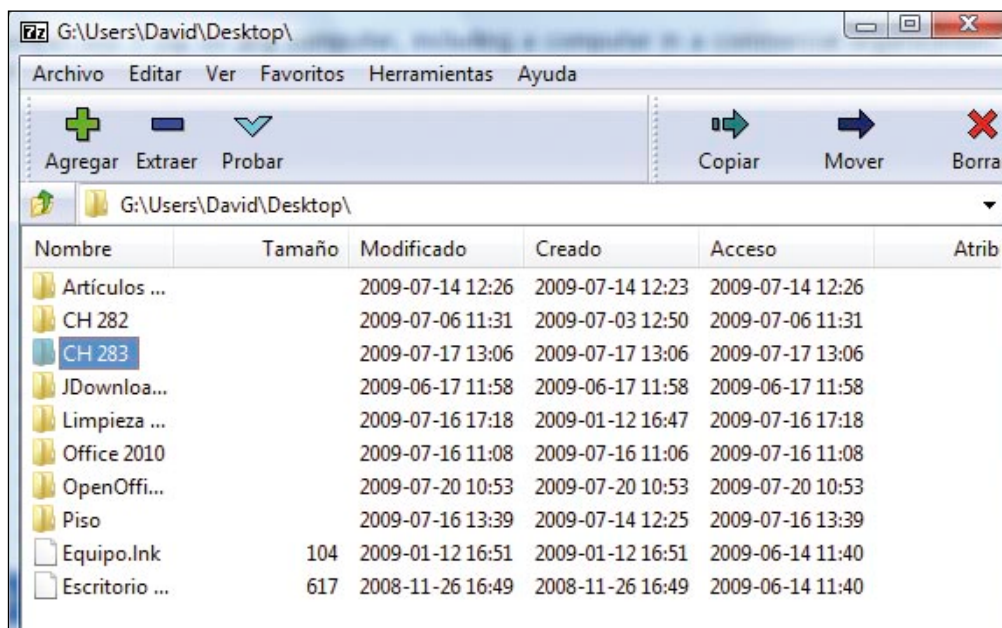 7z G:\Users\David\Desktop\
Archivo Editar Ver Favoritos Herramientas Ayuda
Agregar Extraer Probar Copiar Mover Borra
G:\Users\David\Desktop\
Nombre Tamaño Modificado Creado Acceso Atrib
Artículos ... 2009-07-14 12:26 2009-07-14 12:23 2009-07-14 12:26
CH 282 2009-07-06 11:31 2009-07-03 12:50 2009-07-06 11:31
CH 283 2009-07-17 13:06 2009-07-17 13:06 2009-07-17 13:06
JDownloa... 2009-06-17 11:58 2009-06-17 11:58 2009-06-17 11:58
Limpieza ... 2009-07-16 17:18 2009-01-12 16:47 2009-07-16 17:18
Office 2010 2009-07-16 11:08 2009-07-16 11:06 2009-07-16 11:08
OpenOffi... 2009-07-20 10:53 2009-07-20 10:53 2009-07-20 10:53
Piso 2009-07-16 13:39 2009-07-14 12:25 2009-07-16 13:39
Equipo.lnk 104 2009-01-12 16:51 2009-01-12 16:51 2009-06-14 11:40
Escritorio ... 617 2008-11-26 16:49 2008-11-26 16:49 2009-06-14 11:40